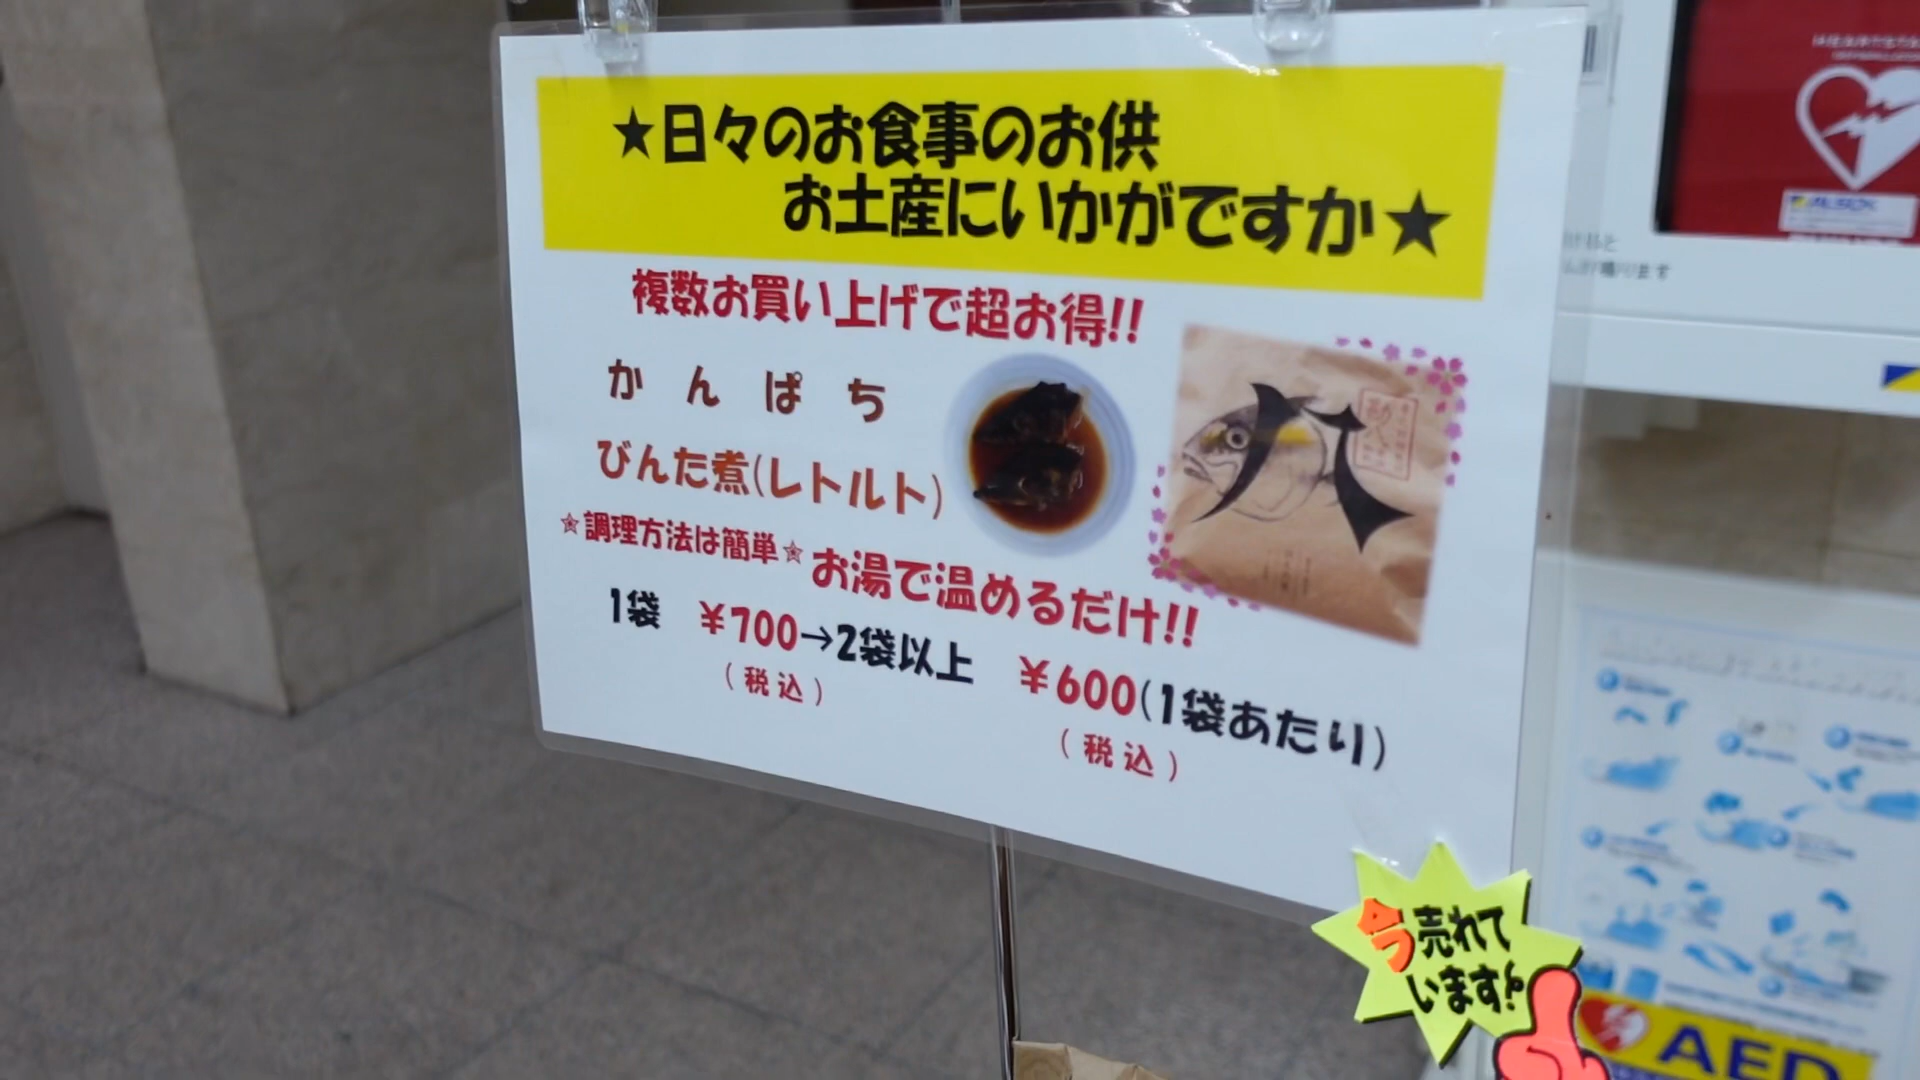 ★日々のお食事のお供
お土産にいかがですか★
複数お買い上げで超お得!!
かんぱち
びんた煮(レトルト)
☆調理方法は簡単☆お湯で温めるだけ!!
1袋 ¥700→2袋以上 ¥600(1袋あたり)
(税込) (税込)
八
今売れて
います!
AED